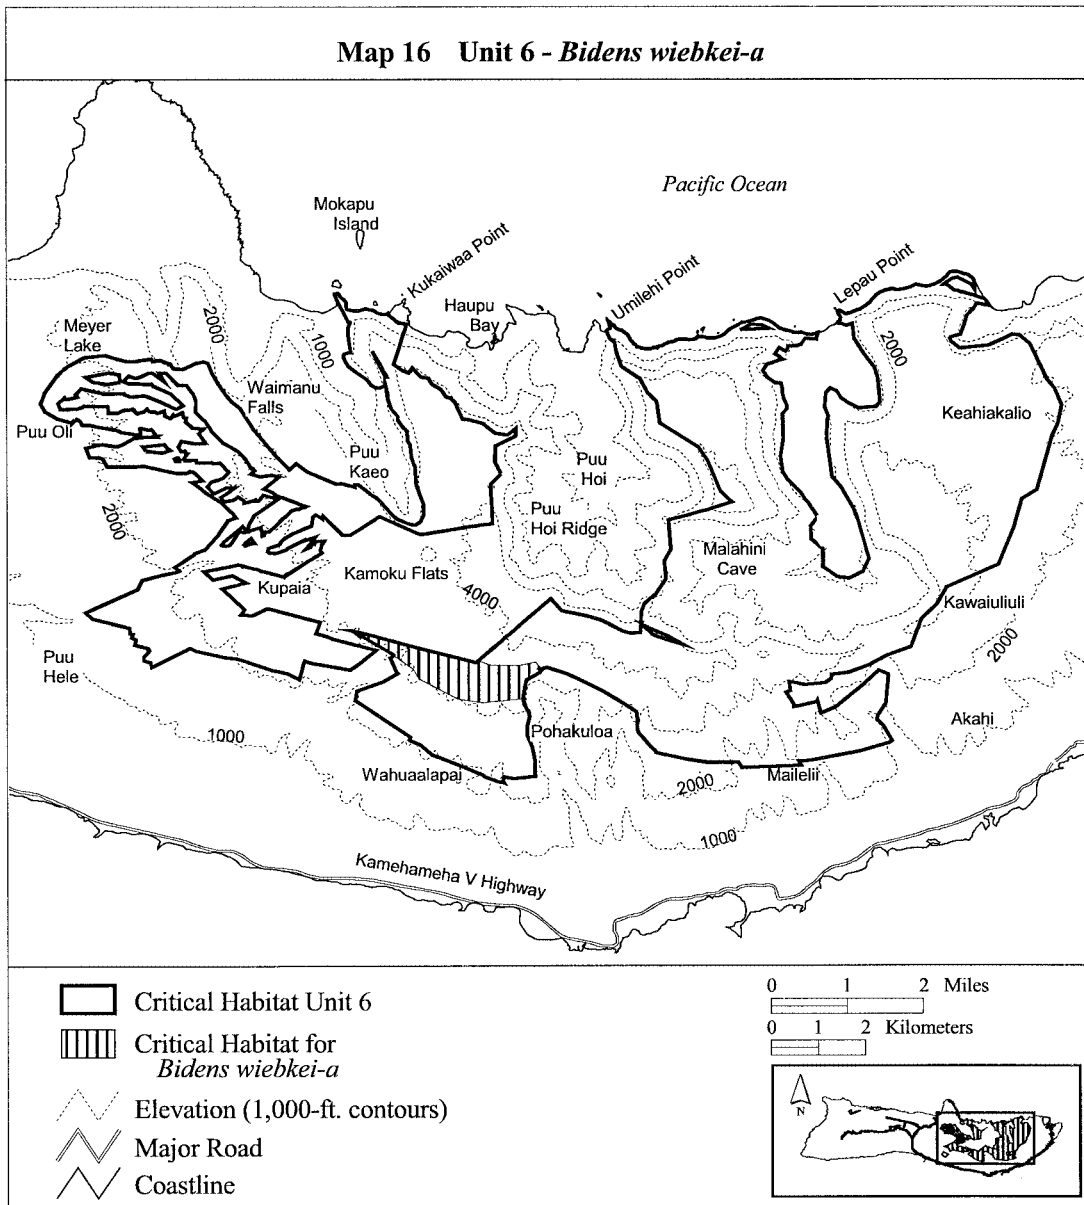 Map 16 Unit 6 - Bidens wiebkei-a
Pacific Ocean
Mokapu
Island
Kukaiwaa Point
Haupu
Bay
Umilehi Point
Lepau Point
Meyer
Lake
2000
1000
2000
Waimanu
Falls
Keahiakalio
Puu Oli
Puu
Kaeo
Puu
Hoi
Puu
Hoi Ridge
2000
Malahini
Cave
Kupaia
Kamoku Flats
4000
Kawaiuliuli
2000
Puu
Hele
1000
Pohakuloa
Akahi
Wahuaalapai
2000
Mailelii
1000
Kamehameha V Highway
Critical Habitat Unit 6
Critical Habitat for
Bidens wiebkei-a
Elevation (1,000-ft. contours)
Major Road
Coastline
0 1 2 Miles
0 1 2 Kilometers
N